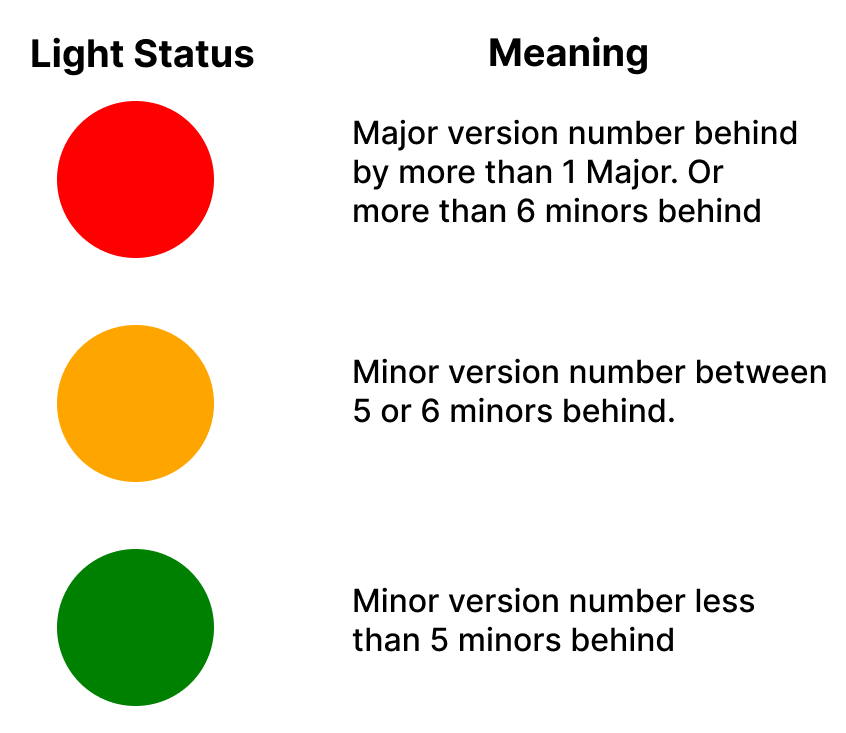 Light Status
Meaning
Major version number behind
by more than 1 Major. Or
more than 6 minors behind
Minor version number between
5 or 6 minors behind.
Minor version number less
than 5 minors behind